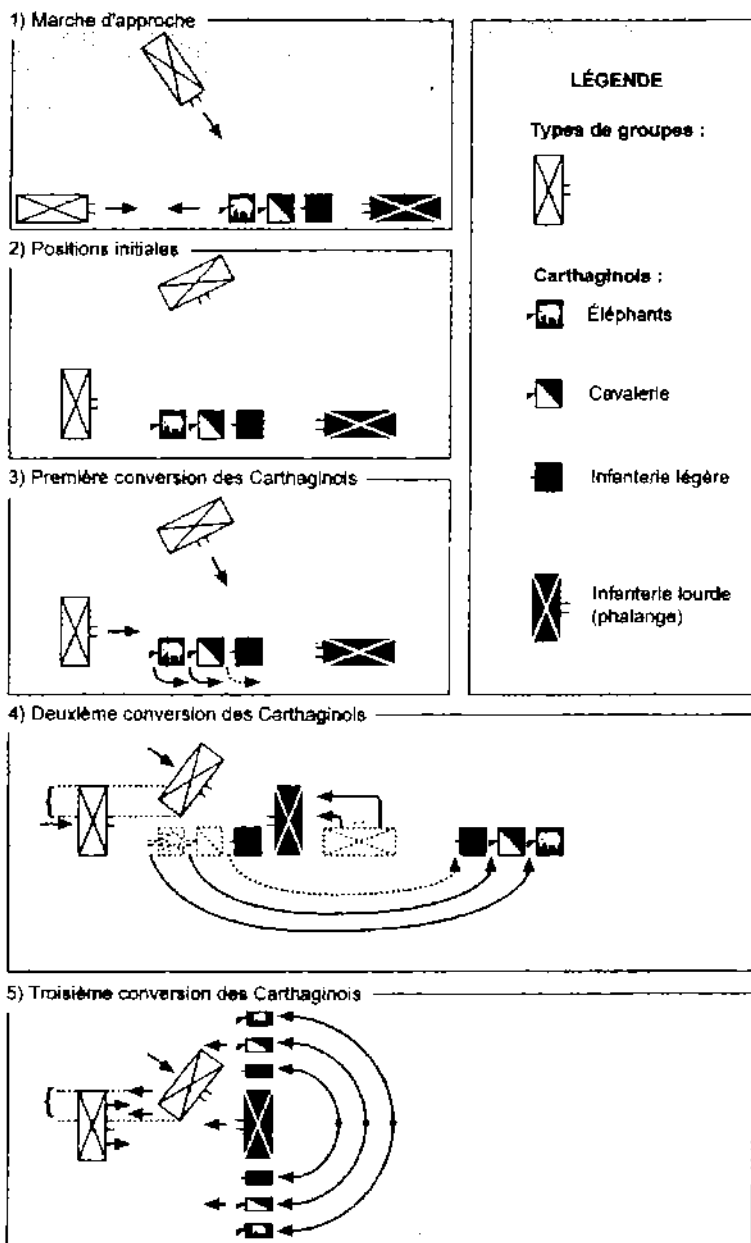 1) Marche d'approche
2) Positions initiales
3) Première conversion des Carthaginois
4) Deuxième conversion des Carthaginois
5) Troisième conversion des Carthaginois
LÉGENDE
Types de groupes :
Carthaginois :
Éléphants
Cavalerie
Infanterie légère
Infanterie lourde
(phalange)